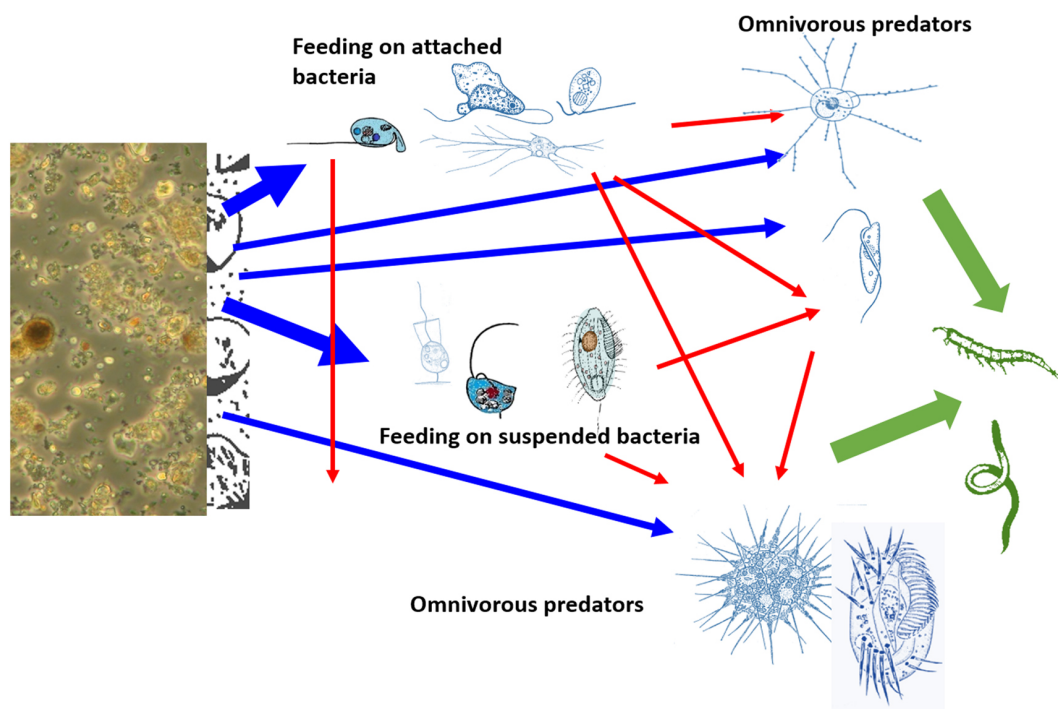 Omnivorous predators
Feeding on attached
bacteria
Feeding on suspended bacteria
Omnivorous predators